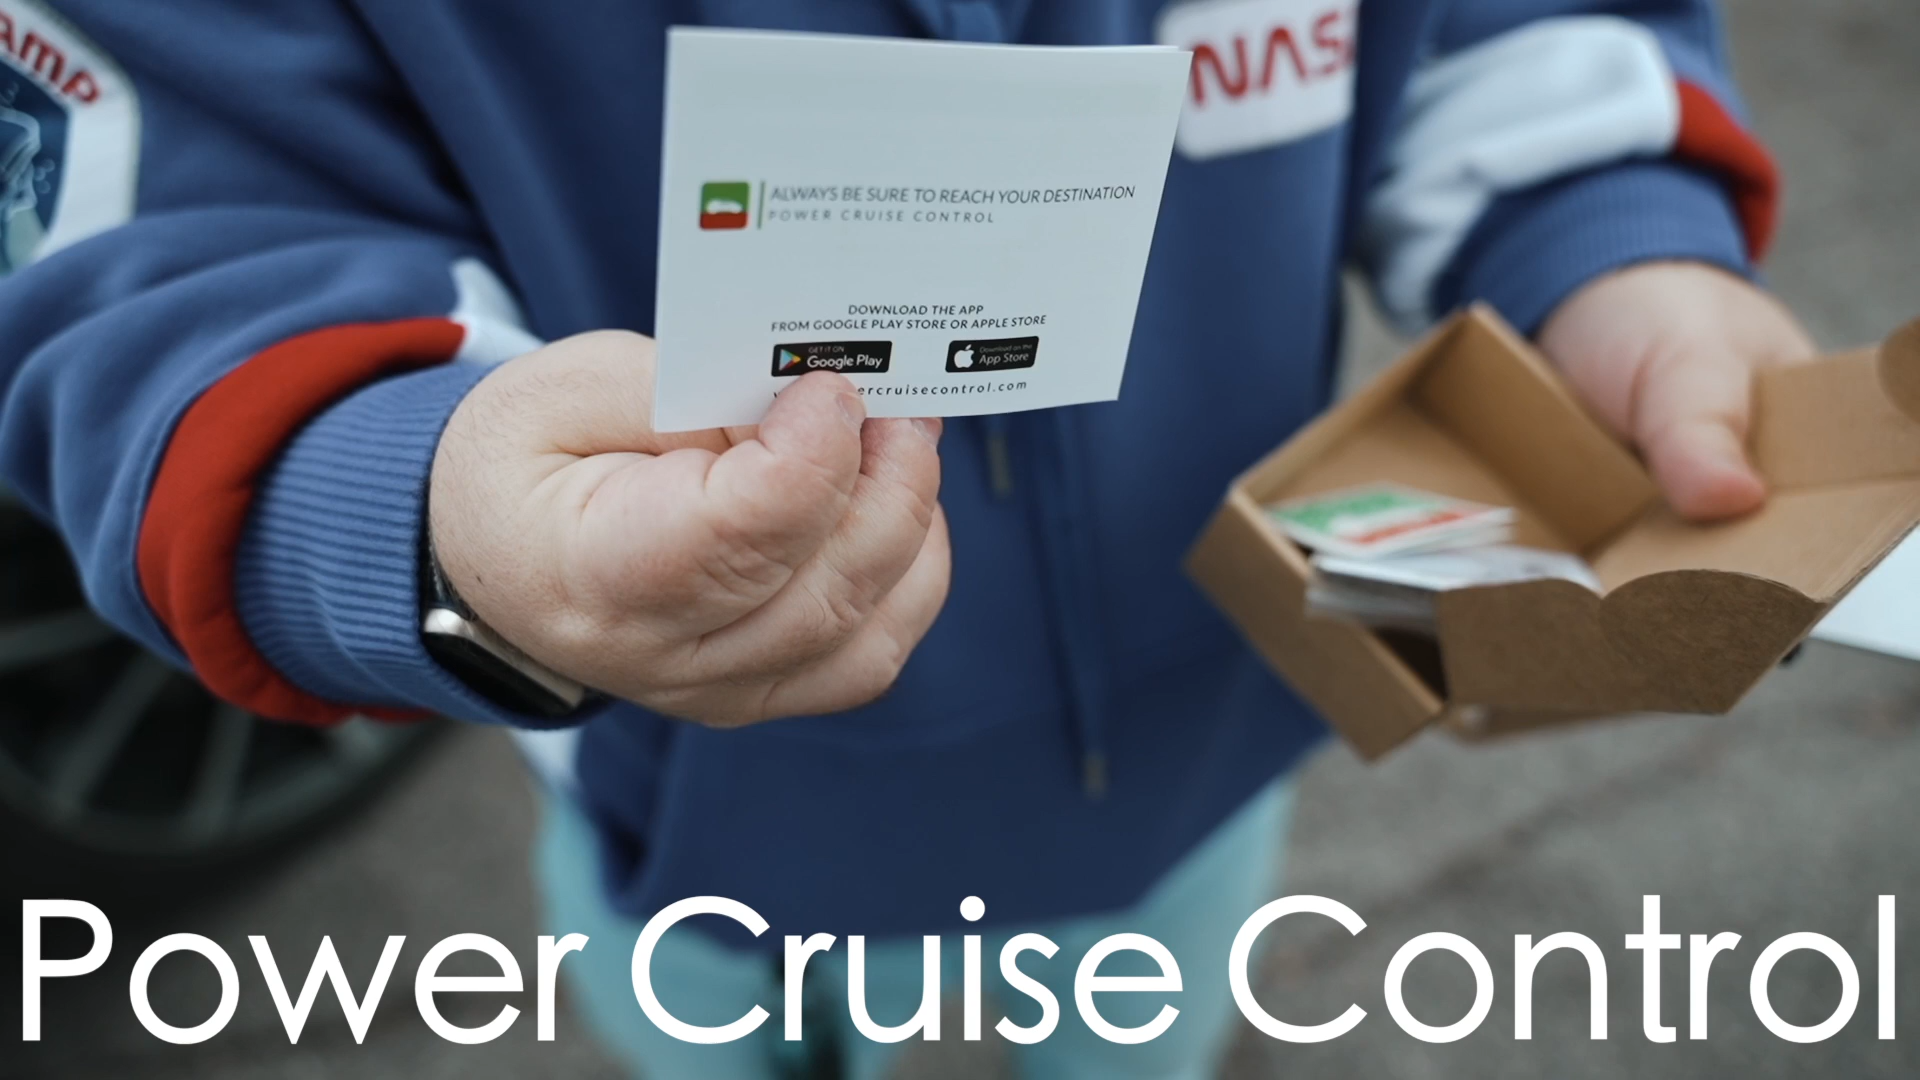 AMP
NAS
ALWAYS BE SURE TO REACH YOUR DESTINATION
POWER CRUISE CONTROL
DOWNLOAD THE APP
FROM GOOGLE PLAY STORE OR APPLE STORE
GET IT ON
Google Play
Download on the
App Store
ercruisecontrol.com
Power Cruise Control